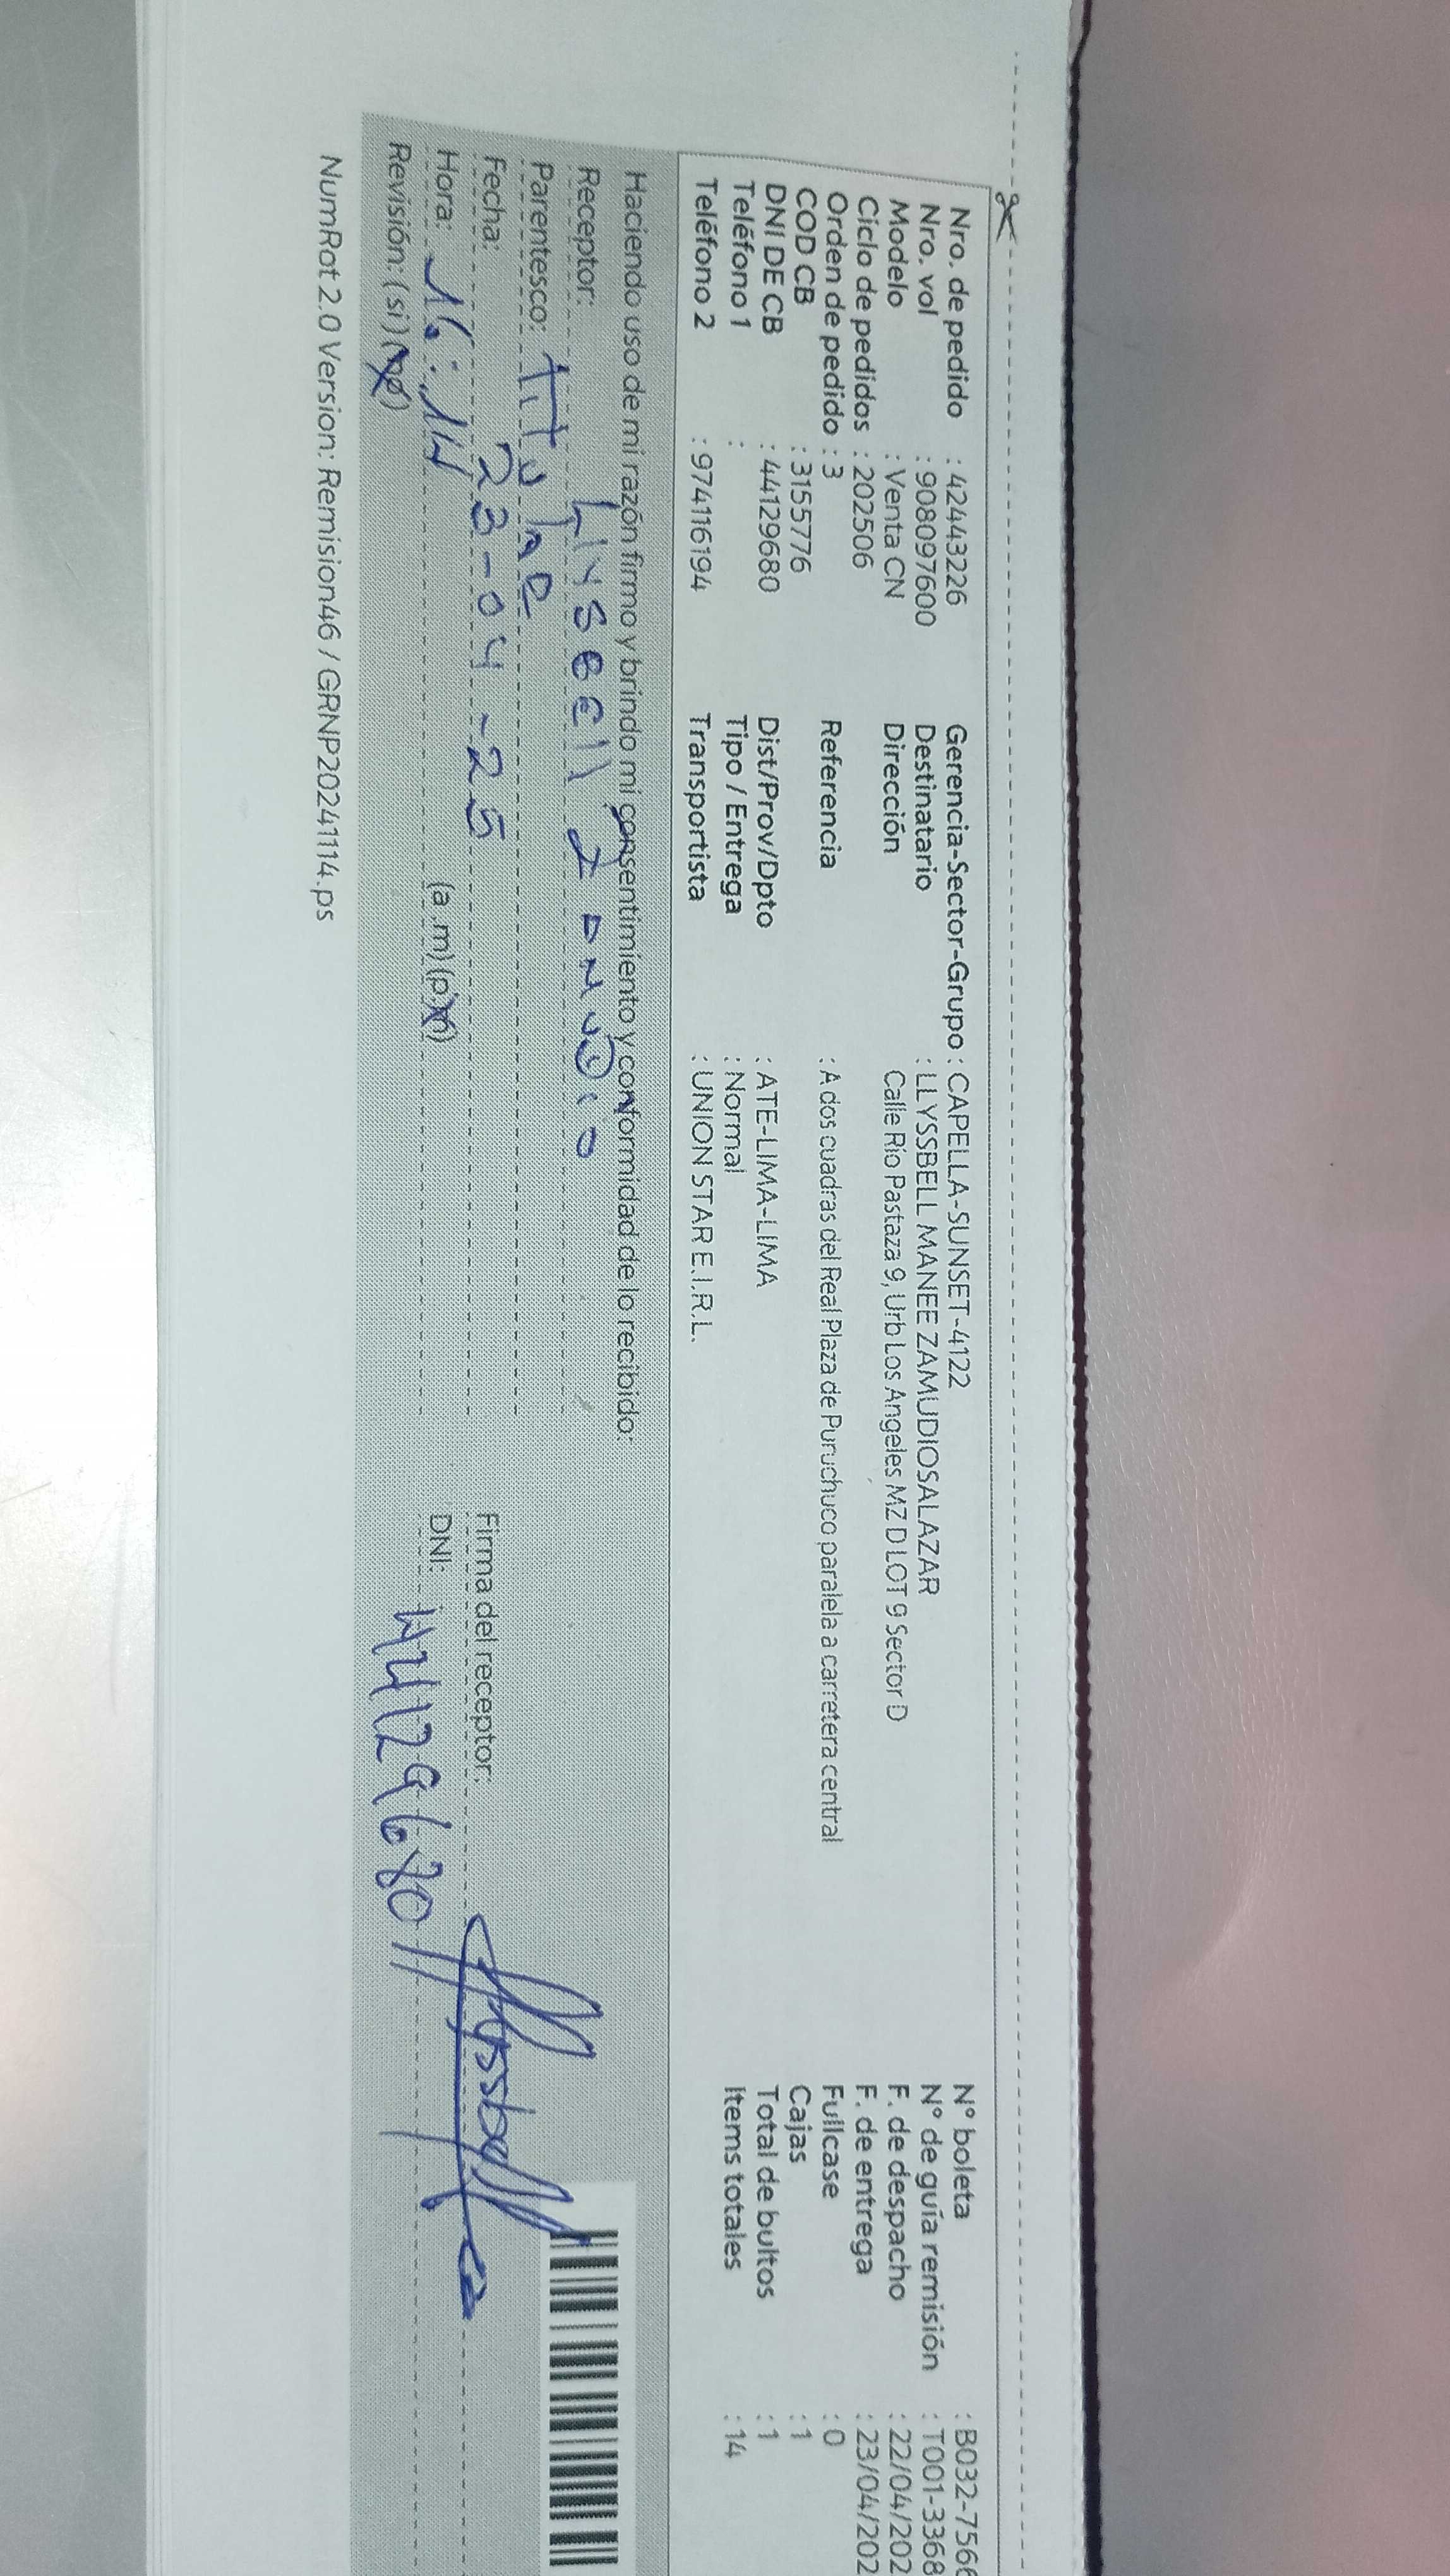 Nro. de pedido : 42443226
Nro. vol : 908097600
Modelo : Venta CN
Ciclo de pedidos : 202506
Orden de pedido : 3
COD CB : 3155776
DNI DE CB : 44129680
Teléfono 1 :
Teléfono 2 : 974116194
Gerencia-Sector-Grupo : CAPELLA-SUNSET-4122
Destinatario : LLYSSBELL MANEE ZAMUDIOSALAZAR
Dirección Calle Rio Pastaza 9, Urb Los Angeles MZ D LOT 9 Sector D
Referencia : A dos cuadras del Real Plaza de Puruchuco paralela a carretera central
Dist/Prov/Dpto : ATE-LIMA-LIMA
Tipo / Entrega : Normal
Transportista : UNION STAR E.I.R.L.
N° boleta : B032-7566
N° de guía remisión : T001-3368
F. de despacho : 22/04/202
F. de entrega : 23/04/202
Fullcase : 0
Cajas : 1
Total de bultos : 1
Items totales : 14
Haciendo uso de mi razón firmo y brindo mi consentimiento y conformidad de lo recibido:
Receptor:
Parentesco:
Fecha: 23-04-25
Hora: 16:14 (a.m) (p.m)
Revisión: (si) (no)
Firma del receptor:
DNI: 44129680
NumRot 2.0 Version: Remision46 / GRNP20241114.ps